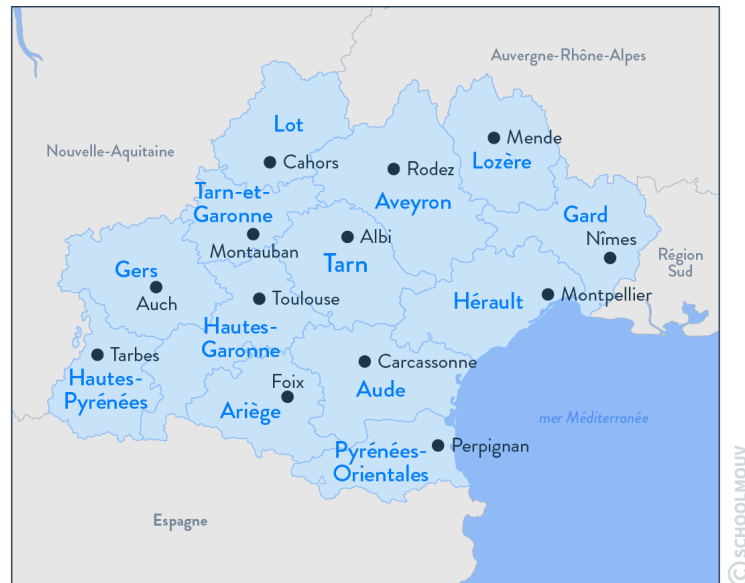 Auvergne-Rhône-Alpes
Lot
Mende
Nouvelle-Aquitaine
Cahors
Lozère
Rodez
Tarn-et-
Garonne
Aveyron
Gard
Nîmes
Albi
Montauban
Tarn
Région
Sud
Gers
Auch
Toulouse
Hérault
Montpellier
Hautes-
Garonne
Tarbes
Carcassonne
Hautes-
Pyrénées
Foix
Aude
Ariège
mer Méditerranée
Pyrénées-
Orientales
Perpignan
Espagne
© SCHOOLMOUV